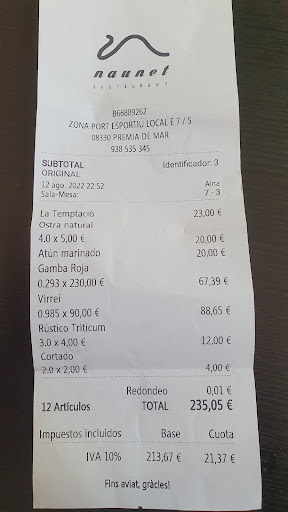 naunet
RESTAURANT
B66889262
ZONA PORT ESPORTIU LOCAL E 7 / 5
08330 PREMIA DE MAR
938 535 345
SUBTOTAL Identificador: 3
ORIGINAL
12 ago. 2022 22:52 Aina
Sala-Mesa: 7 - 3
La Temptació 23,00 €
Ostra natural
4.0 x 5,00 € 20,00 €
Atún marinado 20,00 €
Gamba Roja
0.293 x 230,00 € 67,39 €
Virrei
0.985 x 90,00 € 88,65 €
Rústico Triticum
3.0 x 4,00 € 12,00 €
Cortado
2.0 x 2,00 € 4,00 €
Redondeo 0,01 €
12 Artículos TOTAL 235,05 €
Impuestos incluidos Base Cuota
IVA 10% 213,67 € 21,37 €
Fins aviat, gràcies!